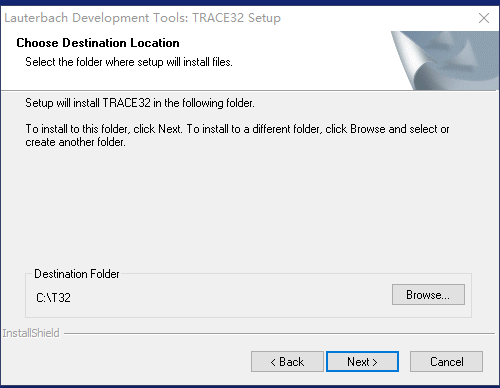 Lauterbach Development Tools: TRACE32 Setup
Choose Destination Location
Select the folder where setup will install files.
Setup will install TRACE32 in the following folder.
To install to this folder, click Next. To install to a different folder, click Browse and select or
create another folder.
Destination Folder
C:\T32
Browse...
InstallShield
< Back
Next >
Cancel